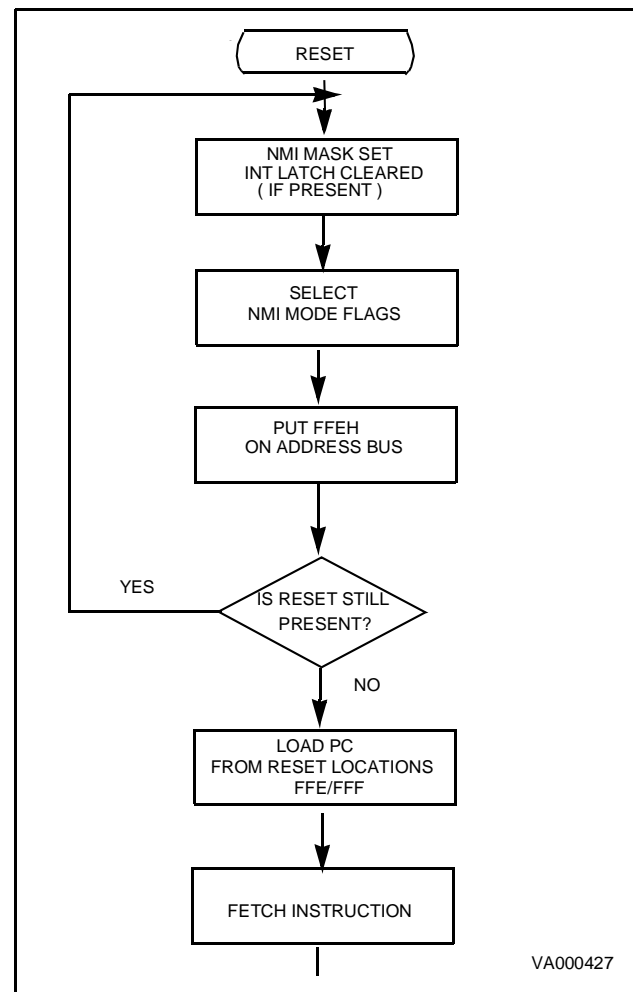 RESET
NMI MASK SET
INT LATCH CLEARED
( IF PRESENT )
SELECT
NMI MODE FLAGS
PUT FFEH
ON ADDRESS BUS
YES
IS RESET STILL
PRESENT?
NO
LOAD PC
FROM RESET LOCATIONS
FFE/FFF
FETCH INSTRUCTION
VA000427